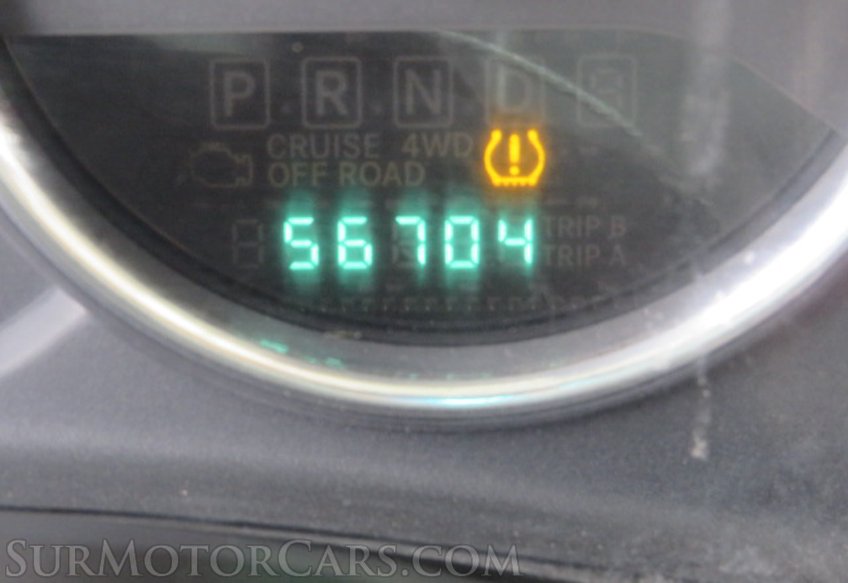 P R N D
CRUISE 4WD
OFF ROAD
56704
TRIP B
TRIP A
SurMotorCars.com